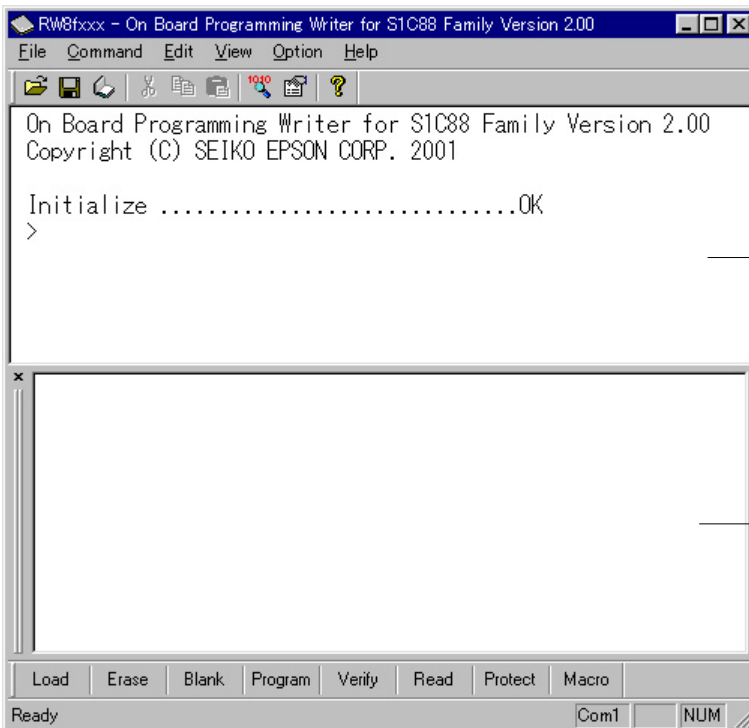 RW8fxxx - On Board Programming Writer for S1C88 Family Version 2.00
File Command Edit View Option Help
On Board Programming Writer for S1C88 Family Version 2.00
Copyright (C) SEIKO EPSON CORP. 2001
Initialize ..............................OK
>
Load Erase Blank Program Verify Read Protect Macro
Ready Com1 NUM